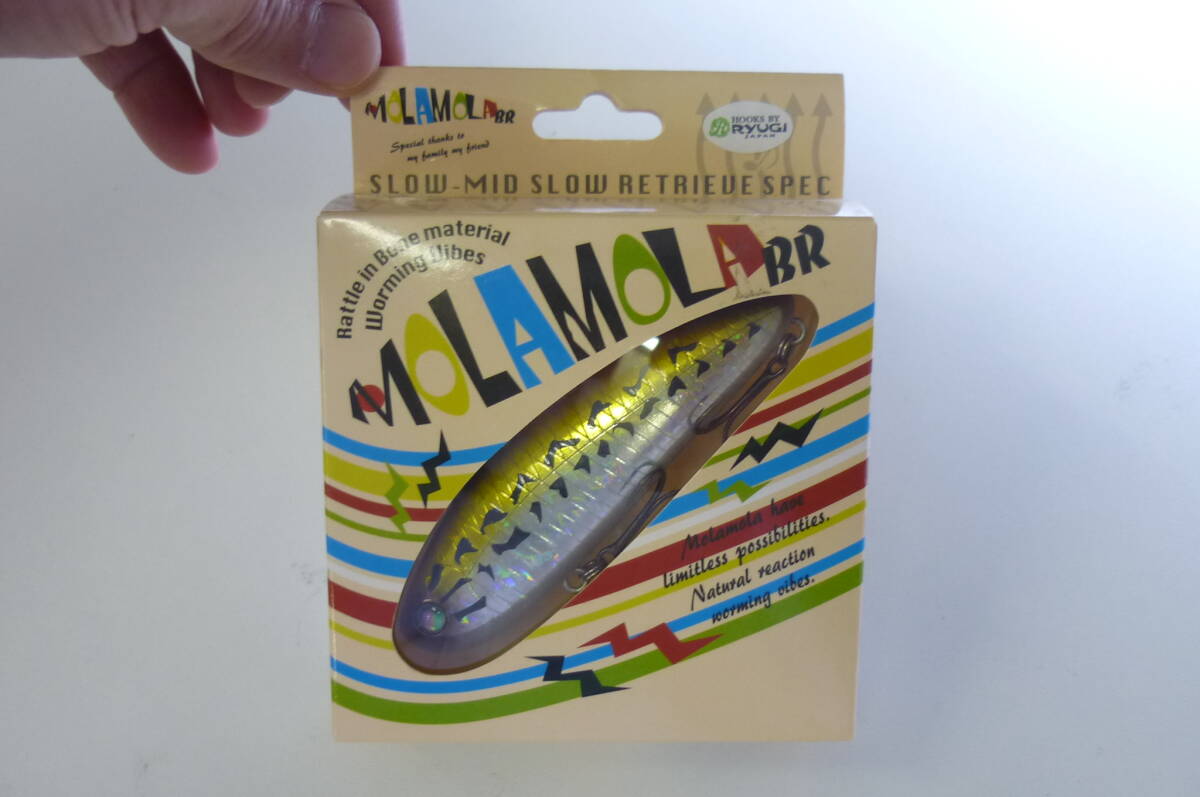 MOLAMOLA BR
Special thanks to
my family my friend
HOOKS BY
RYUGI
JAPAN
SLOW-MID SLOW RETRIEVE SPEC
Rattle in Bone material
Worming Vibes
MOLAMOLA BR
Molamola have
limitless possibilities.
Natural reaction
worming vibes.